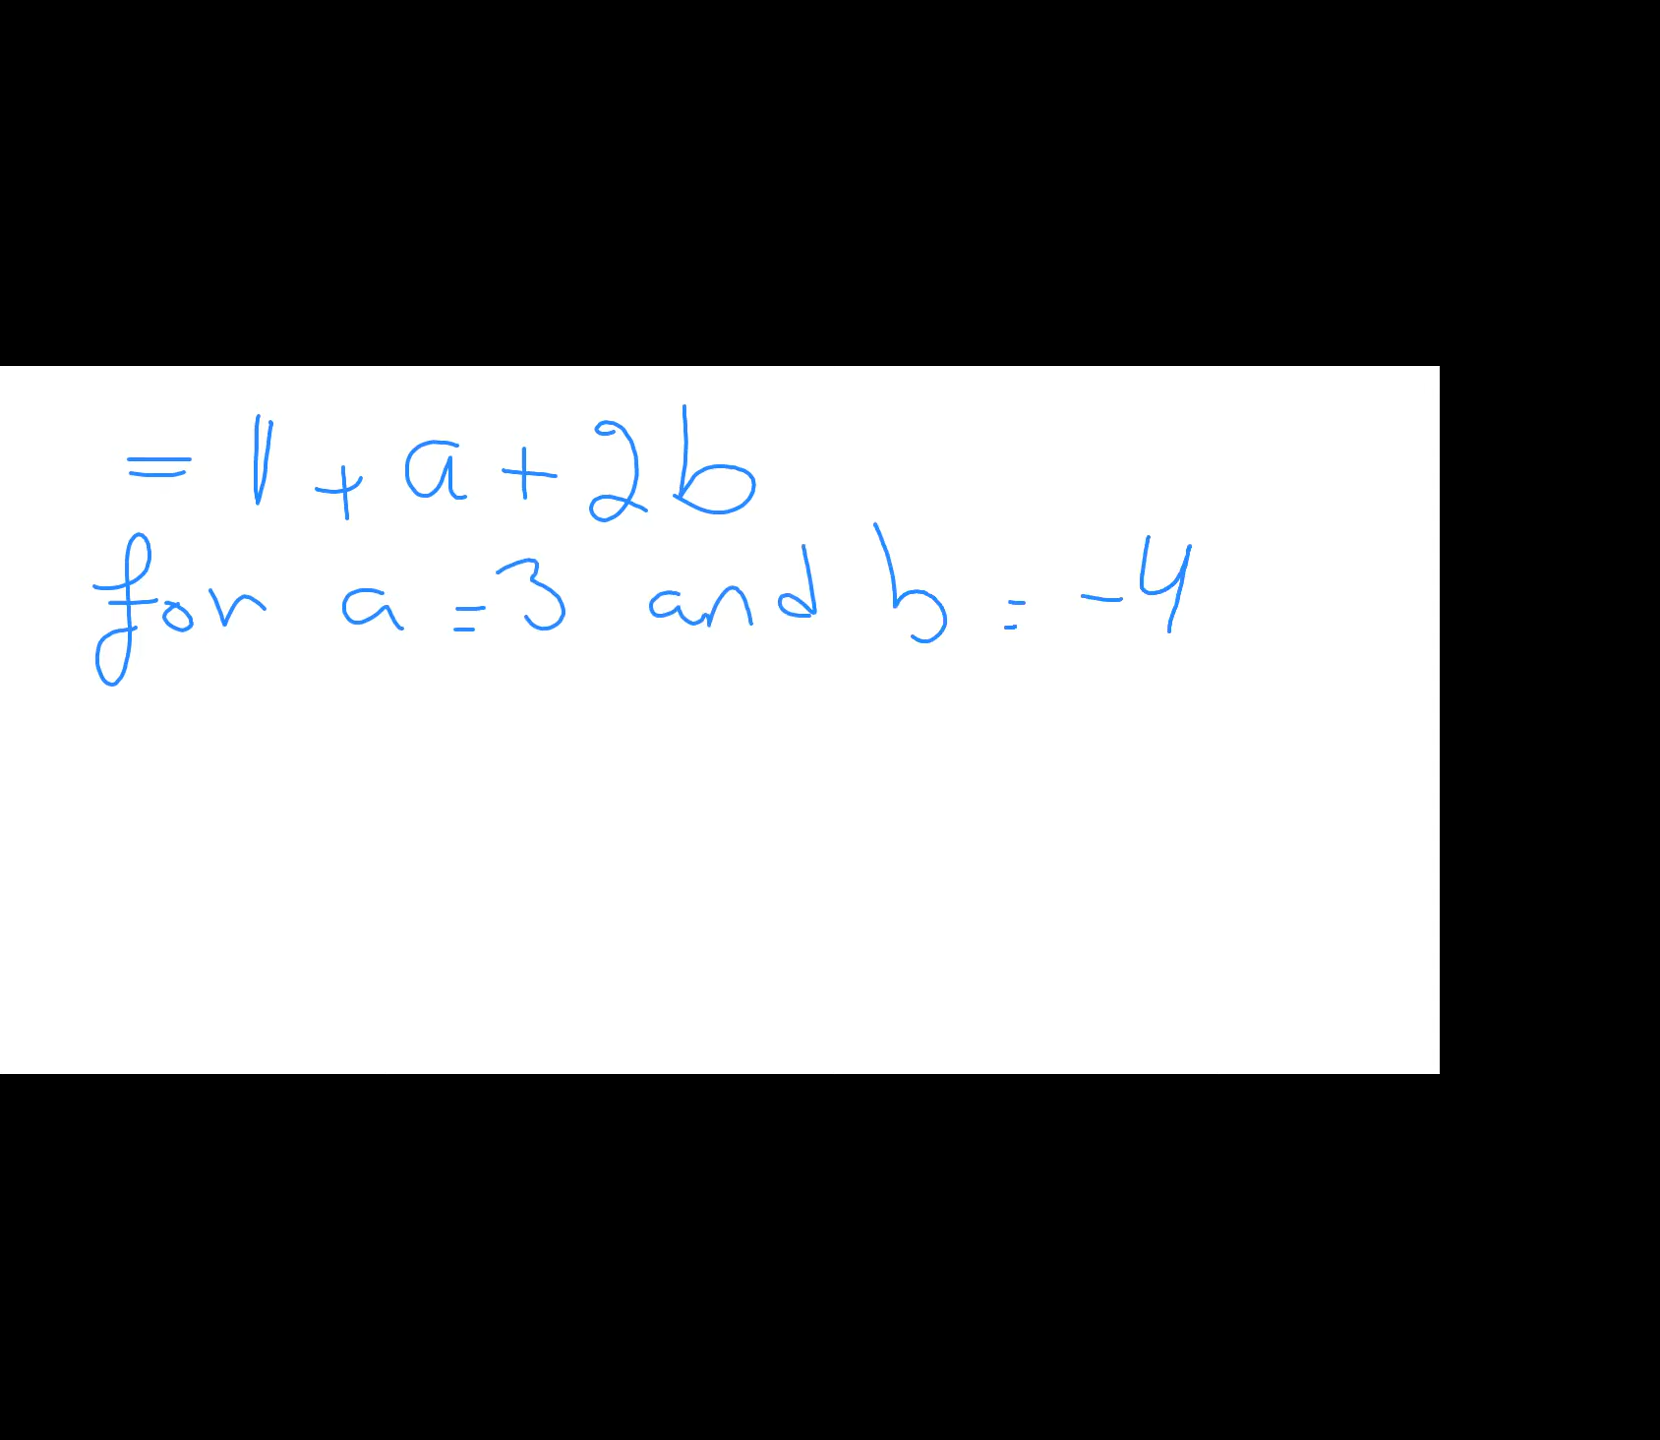 = 1 + a + 2b
for a = 3 and b = -4